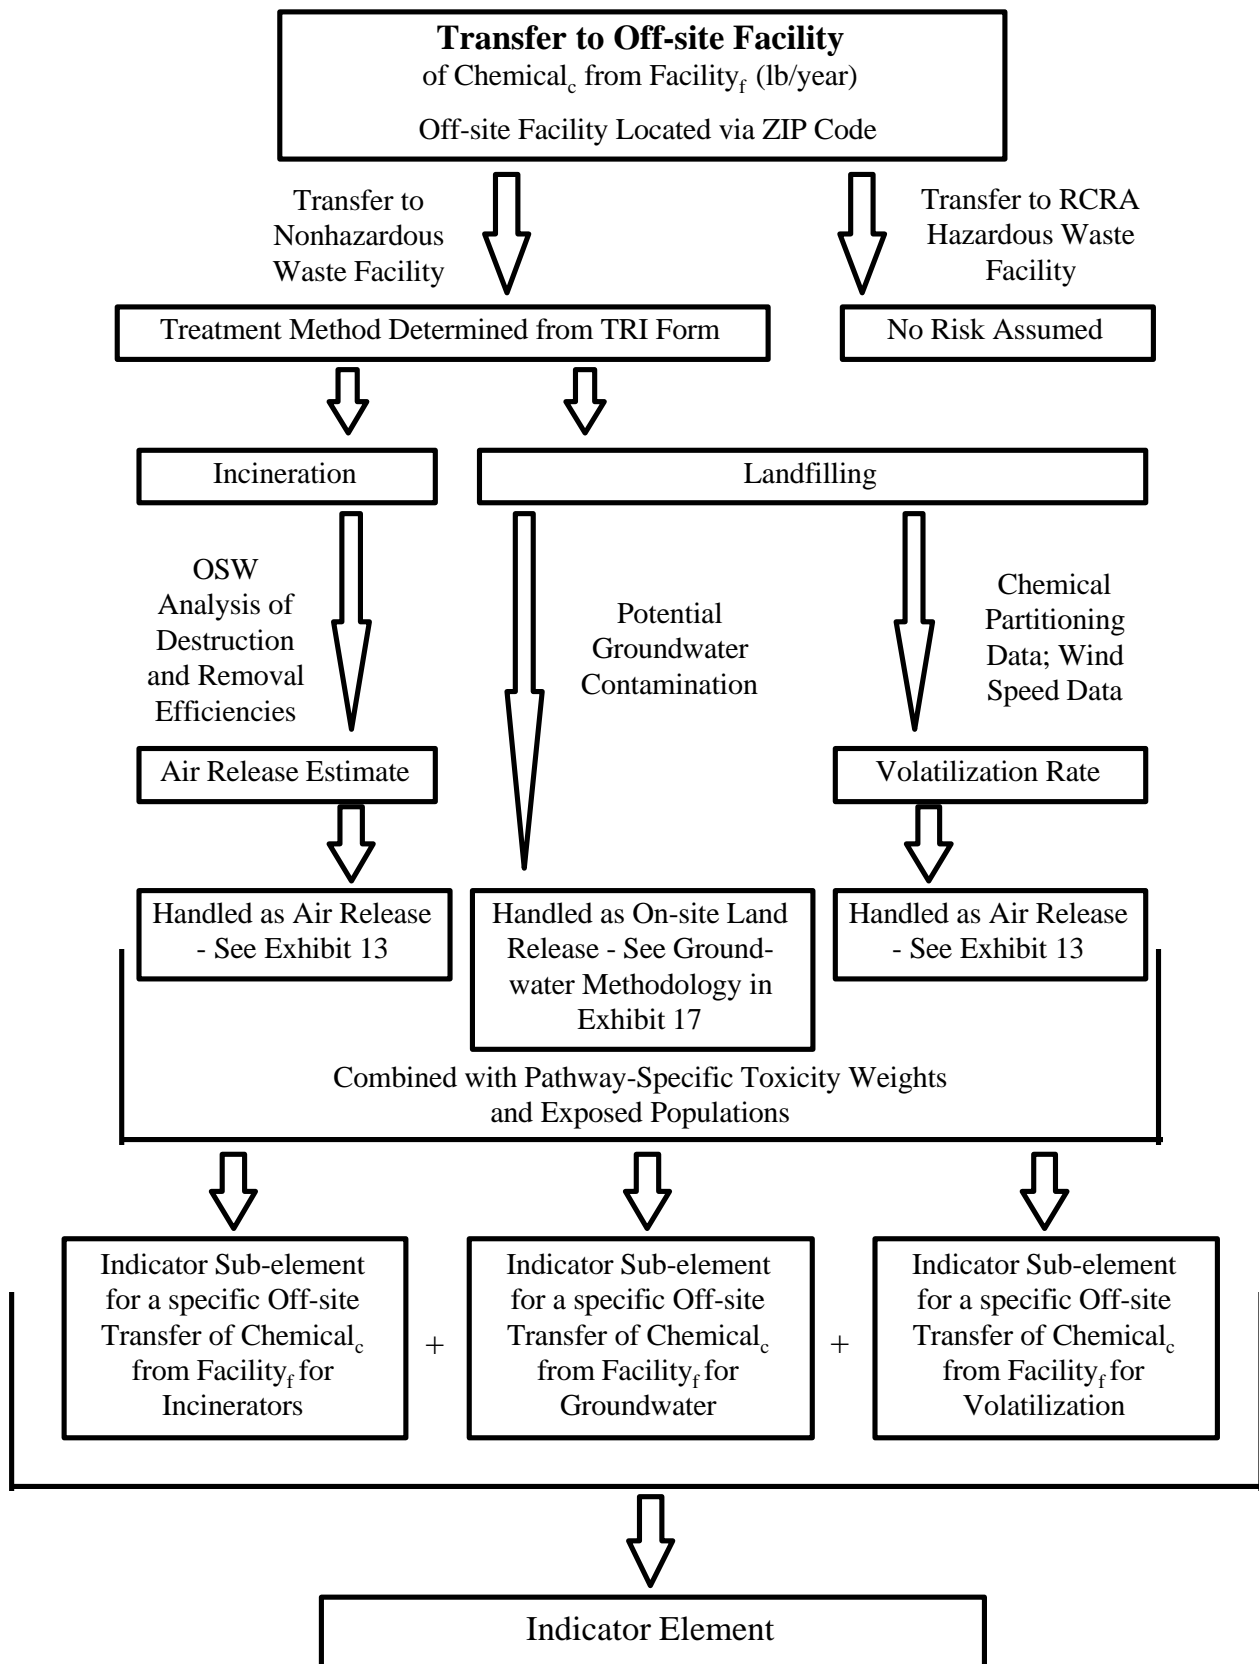 Transfer to Off-site Facility
of Chemical_c from Facility_f (lb/year)
Off-site Facility Located via ZIP Code
Transfer to
Nonhazardous
Waste Facility
Transfer to RCRA
Hazardous Waste
Facility
Treatment Method Determined from TRI Form
No Risk Assumed
Incineration
Landfilling
OSW
Analysis of
Destruction
and Removal
Efficiencies
Potential
Groundwater
Contamination
Chemical
Partitioning
Data; Wind
Speed Data
Air Release Estimate
Volatilization Rate
Handled as Air Release
- See Exhibit 13
Handled as On-site Land
Release - See Ground-
water Methodology in
Exhibit 17
Handled as Air Release
- See Exhibit 13
Combined with Pathway-Specific Toxicity Weights
and Exposed Populations
Indicator Sub-element
for a specific Off-site
Transfer of Chemical_c
from Facility_f for
Incinerators
+
Indicator Sub-element
for a specific Off-site
Transfer of Chemical_c
from Facility_f for
Groundwater
+
Indicator Sub-element
for a specific Off-site
Transfer of Chemical_c
from Facility_f for
Volatilization
Indicator Element